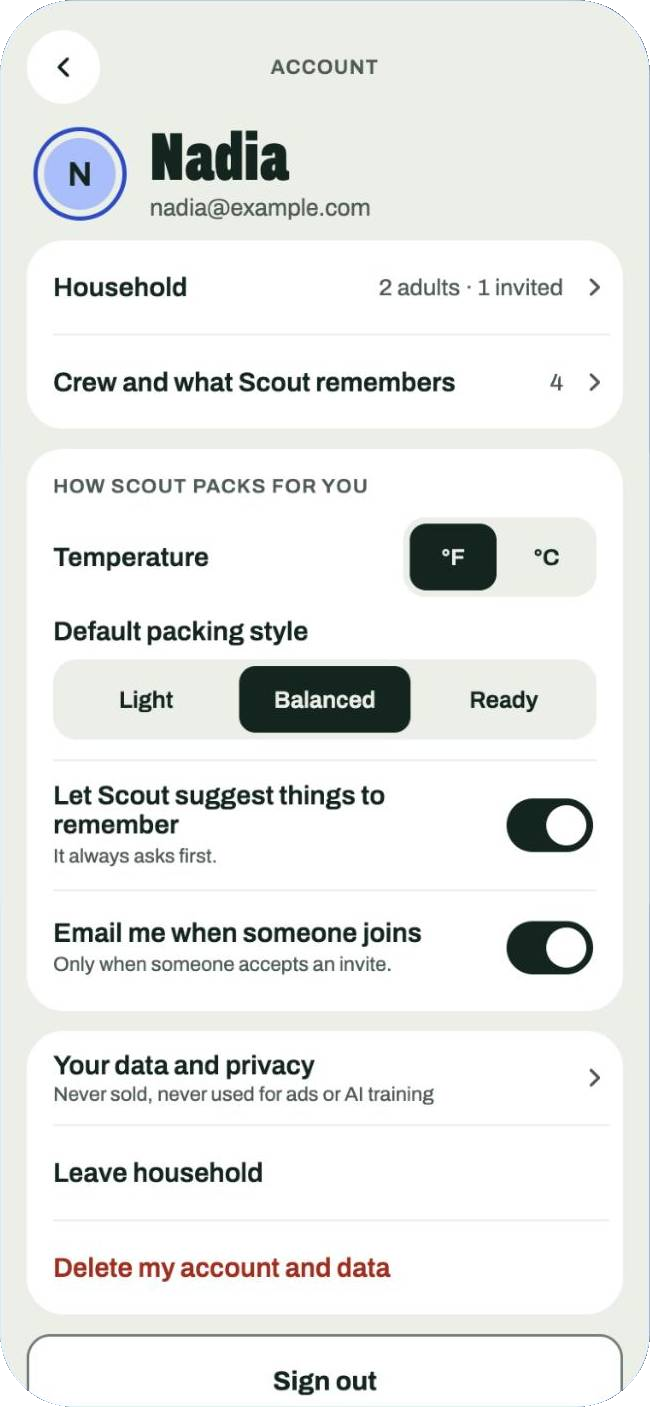 ACCOUNT
N
Nadia
nadia@example.com
Household 2 adults · 1 invited
Crew and what Scout remembers 4
HOW SCOUT PACKS FOR YOU
Temperature °F °C
Default packing style
Light Balanced Ready
Let Scout suggest things to
remember
It always asks first.
Email me when someone joins
Only when someone accepts an invite.
Your data and privacy
Never sold, never used for ads or AI training
Leave household
Delete my account and data
Sign out